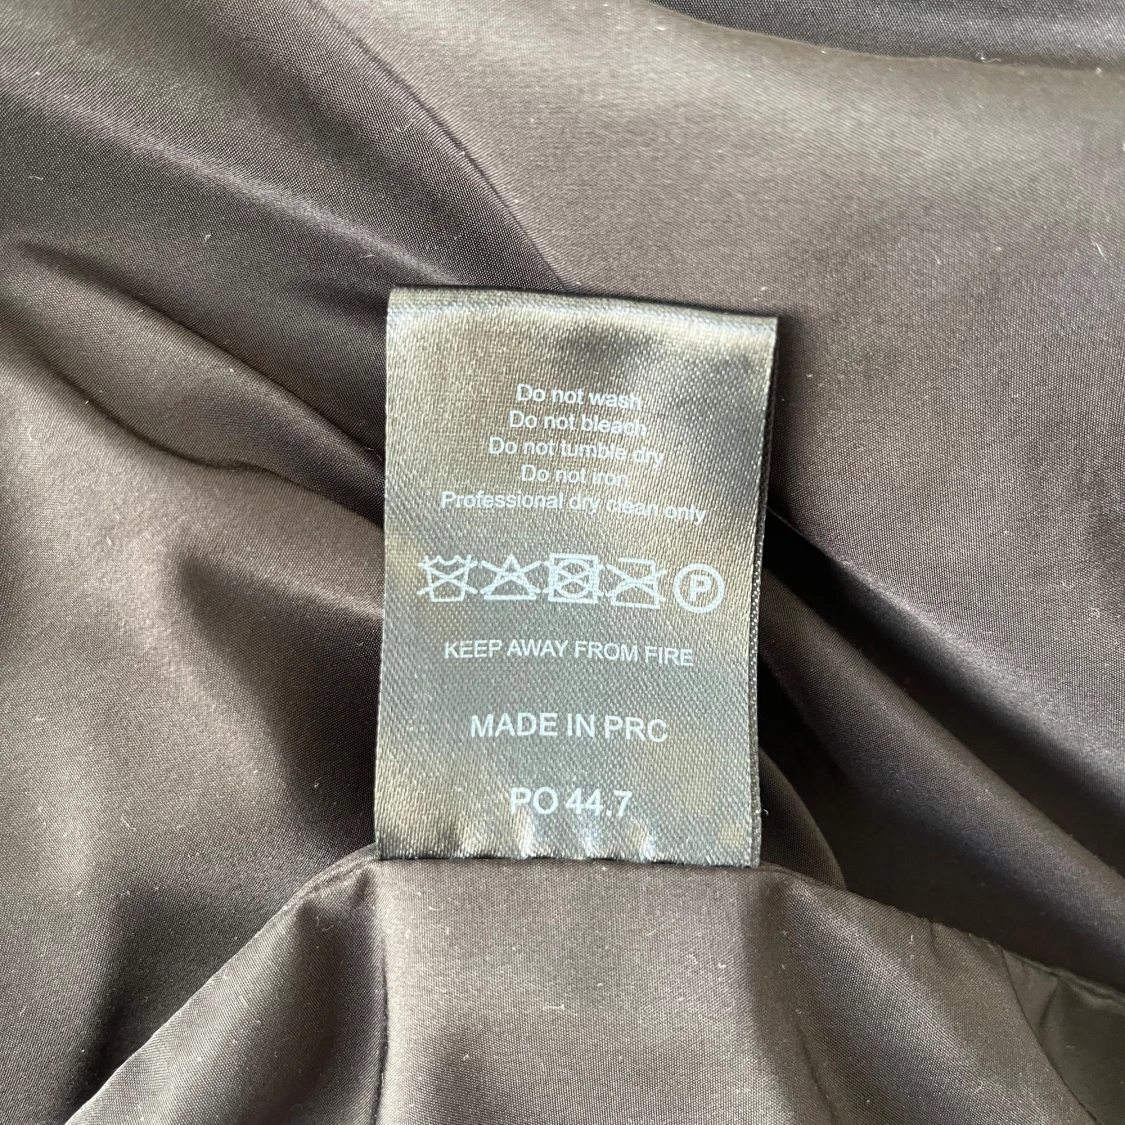 Do not wash
Do not bleach
Do not tumble dry
Do not iron
Professional dry clean only
P
KEEP AWAY FROM FIRE
MADE IN PRC
PO 44.7